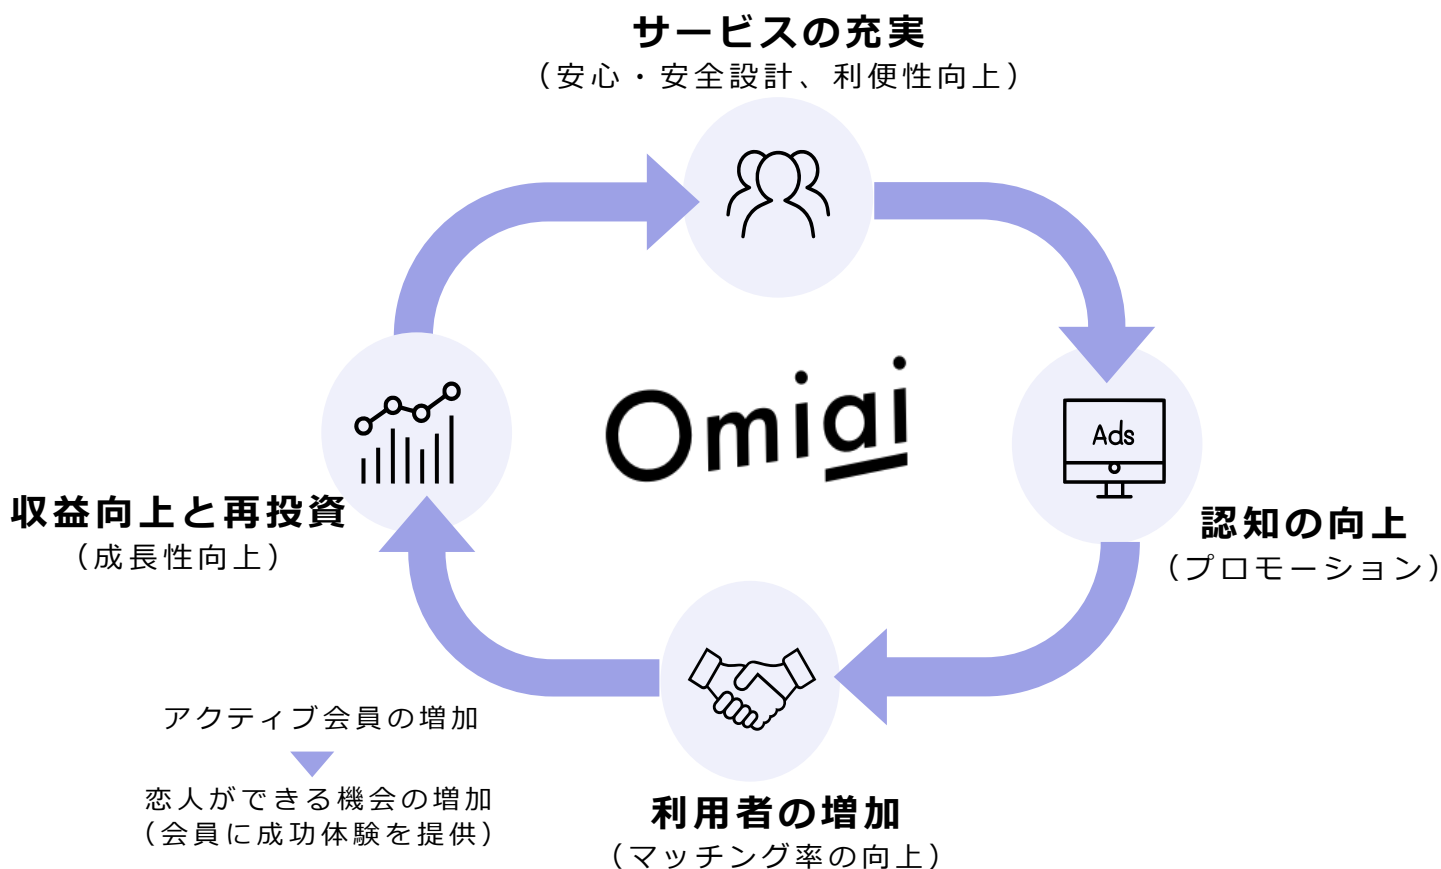 サービスの充実
（安心・安全設計、利便性向上）
Omiai
Ads
収益向上と再投資
（成長性向上）
認知の向上
（プロモーション）
アクティブ会員の増加
恋人ができる機会の増加
（会員に成功体験を提供）
利用者の増加
（マッチング率の向上）